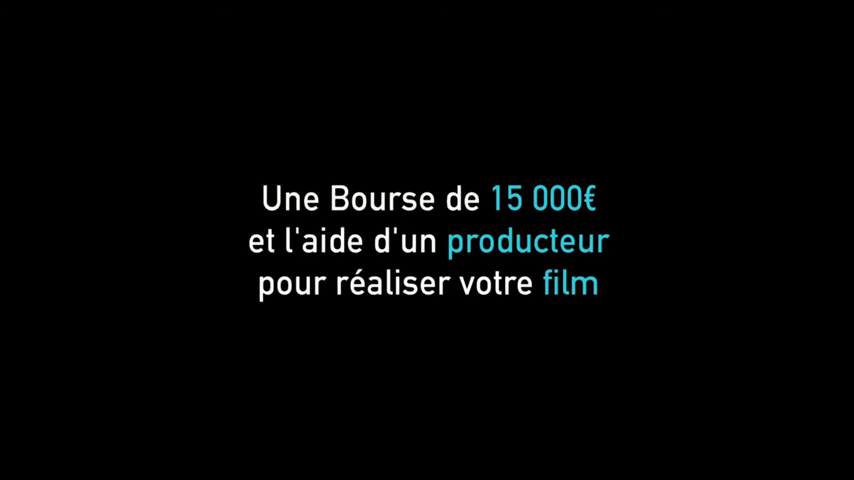 Une Bourse de 15 000€
et l'aide d'un producteur
pour réaliser votre film